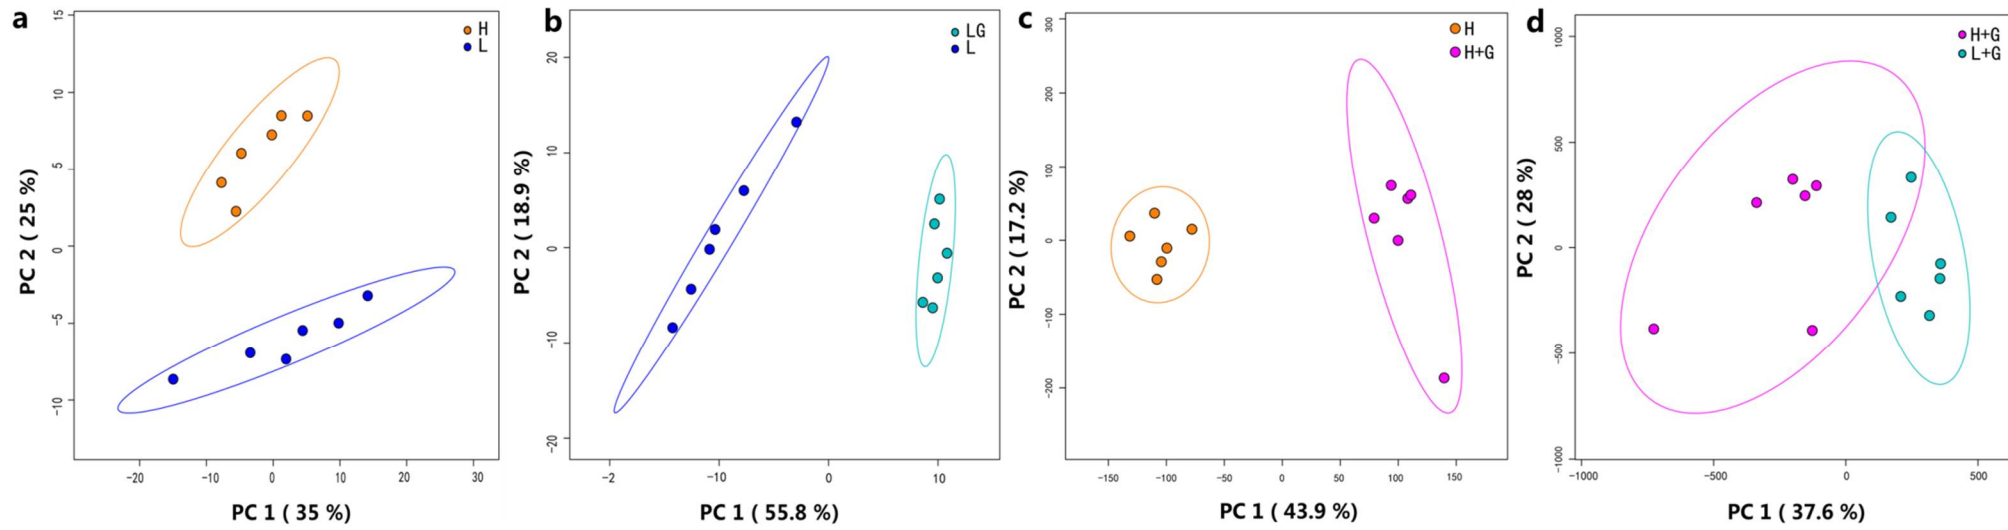 a
H
L
15
10
5
0
−5
−10
PC 2 ( 25 %)
−20
−10
0
10
20
30
PC 1 ( 35 %)
b
LG
L
20
10
0
−10
−20
PC 2 ( 18.9 %)
−2
−10
0
10
PC 1 ( 55.8 %)
c
H
H+G
300
200
100
0
−100
−200
PC 2 ( 17.2 %)
−150
−100
−50
0
50
100
150
PC 1 ( 43.9 %)
d
H+G
L+G
1000
500
0
−500
−1000
PC 2 ( 28 %)
−1000
−500
0
500
PC 1 ( 37.6 %)